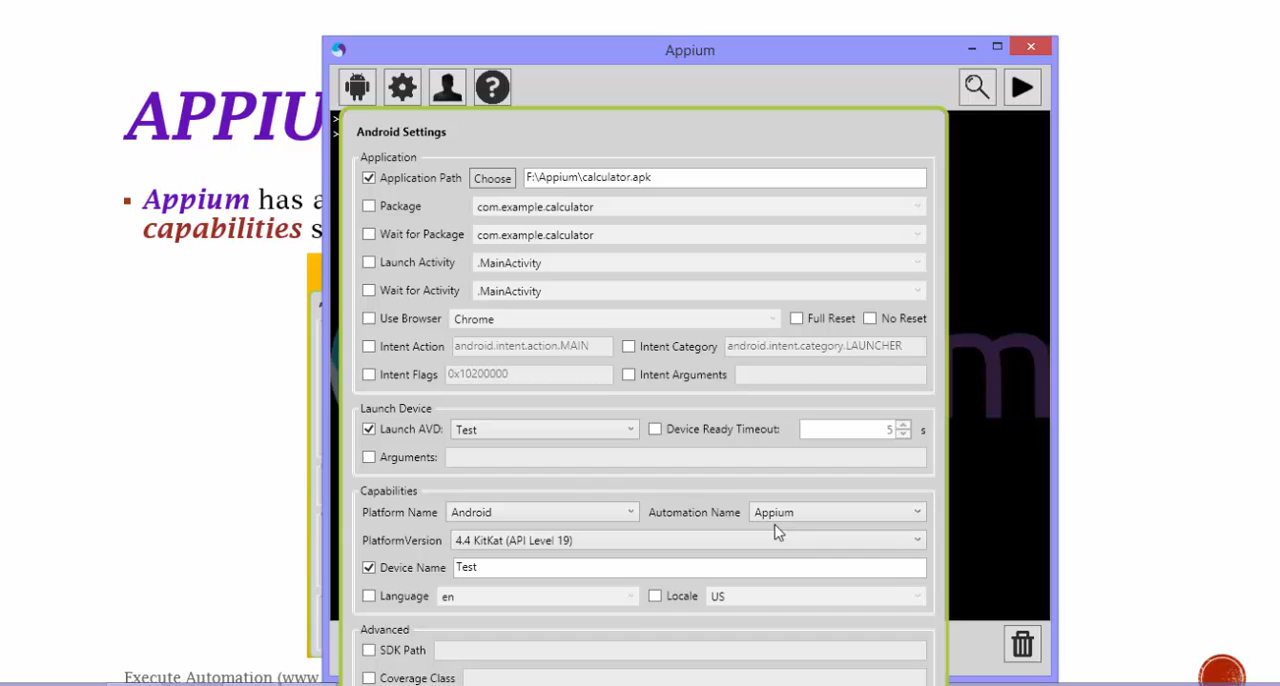 Appium
APPIU
Android Settings
Application
Application Path Choose F:\Appium\calculator.apk
Appium has a
Package com.example.calculator
capabilities s
Wait for Package com.example.calculator
Launch Activity .MainActivity
Wait for Activity .MainActivity
Use Browser Chrome Full Reset No Reset
Intent Action android.intent.action.MAIN Intent Category android.intent.category.LAUNCHER
Intent Flags 0x10200000 Intent Arguments
m
Launch Device
Launch AVD: Test Device Ready Timeout: 5 s
Arguments:
Capabilities
Platform Name Android Automation Name Appium
PlatformVersion 4.4 KitKat (API Level 19)
Device Name Test
Language en Locale US
Advanced
SDK Path
Coverage Class
Execute Automation (www